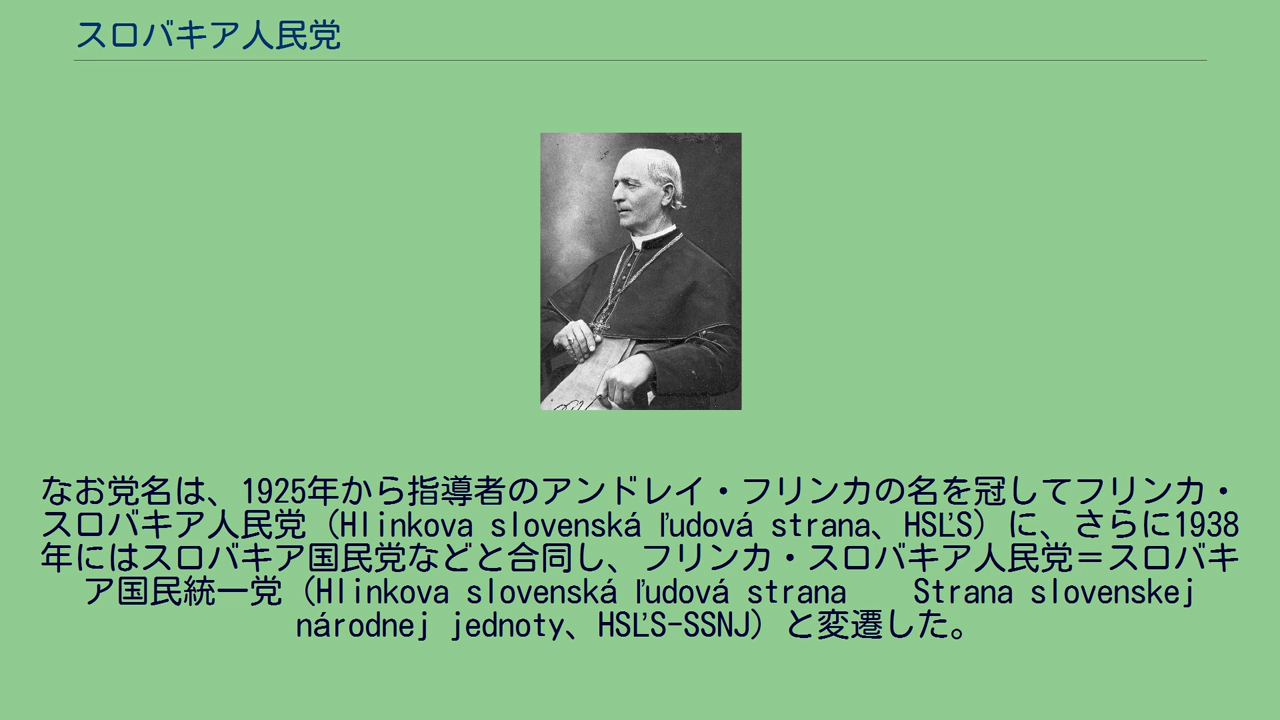 スロバキア人民党
なお党名は、1925年から指導者のアンドレイ・フリンカの名を冠してフリンカ・
スロバキア人民党（Hlinkova slovenská ľudová strana、HSĽS）に、さらに1938
年にはスロバキア国民党などと合同し、フリンカ・スロバキア人民党＝スロバキ
ア国民統一党（Hlinkova slovenská ľudová strana　　Strana slovenskej
národnej jednoty、HSĽS-SSNJ）と変遷した。